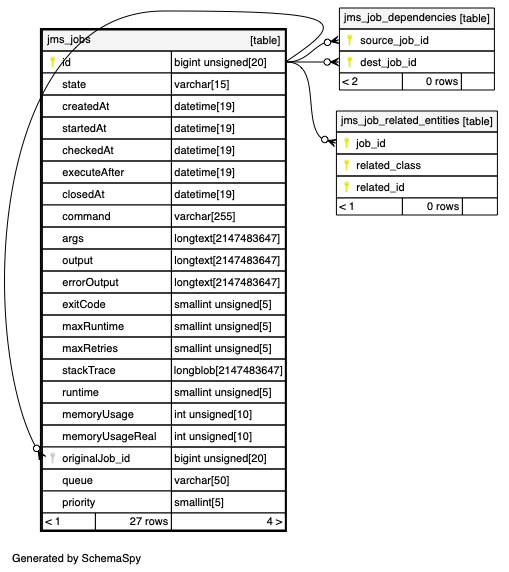 jms_jobs [table]
id bigint unsigned[20]
state varchar[15]
createdAt datetime[19]
startedAt datetime[19]
checkedAt datetime[19]
executeAfter datetime[19]
closedAt datetime[19]
command varchar[255]
args longtext[2147483647]
output longtext[2147483647]
errorOutput longtext[2147483647]
exitCode smallint unsigned[5]
maxRuntime smallint unsigned[5]
maxRetries smallint unsigned[5]
stackTrace longblob[2147483647]
runtime smallint unsigned[5]
memoryUsage int unsigned[10]
memoryUsageReal int unsigned[10]
originalJob_id bigint unsigned[20]
queue varchar[50]
priority smallint[5]
< 1 27 rows 4 >
jms_job_dependencies [table]
source_job_id
dest_job_id
< 2 0 rows
jms_job_related_entities [table]
job_id
related_class
related_id
< 1 0 rows
Generated by SchemaSpy